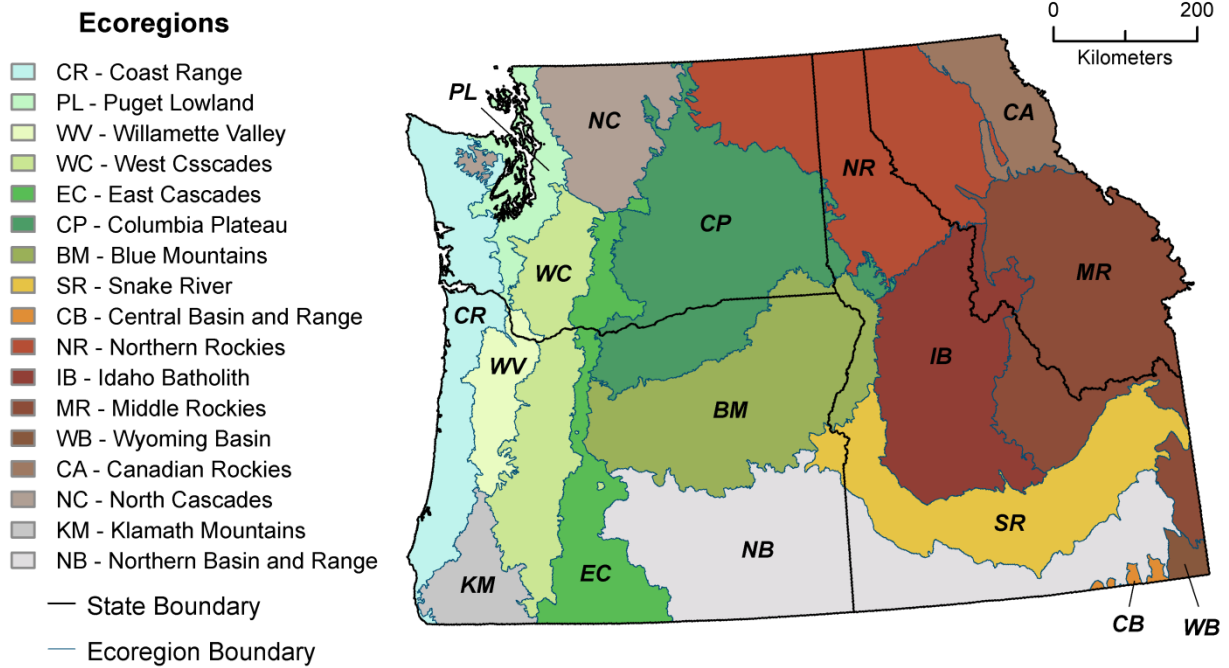 Ecoregions
CR - Coast Range
PL - Puget Lowland
WV - Willamette Valley
WC - West Csscades
EC - East Cascades
CP - Columbia Plateau
BM - Blue Mountains
SR - Snake River
CB - Central Basin and Range
NR - Northern Rockies
IB - Idaho Batholith
MR - Middle Rockies
WB - Wyoming Basin
CA - Canadian Rockies
NC - North Cascades
KM - Klamath Mountains
NB - Northern Basin and Range
State Boundary
Ecoregion Boundary
0 200
Kilometers
PL
NC
CA
NR
CP
WC
MR
CR
WV
IB
BM
SR
NB
KM
EC
CB
WB